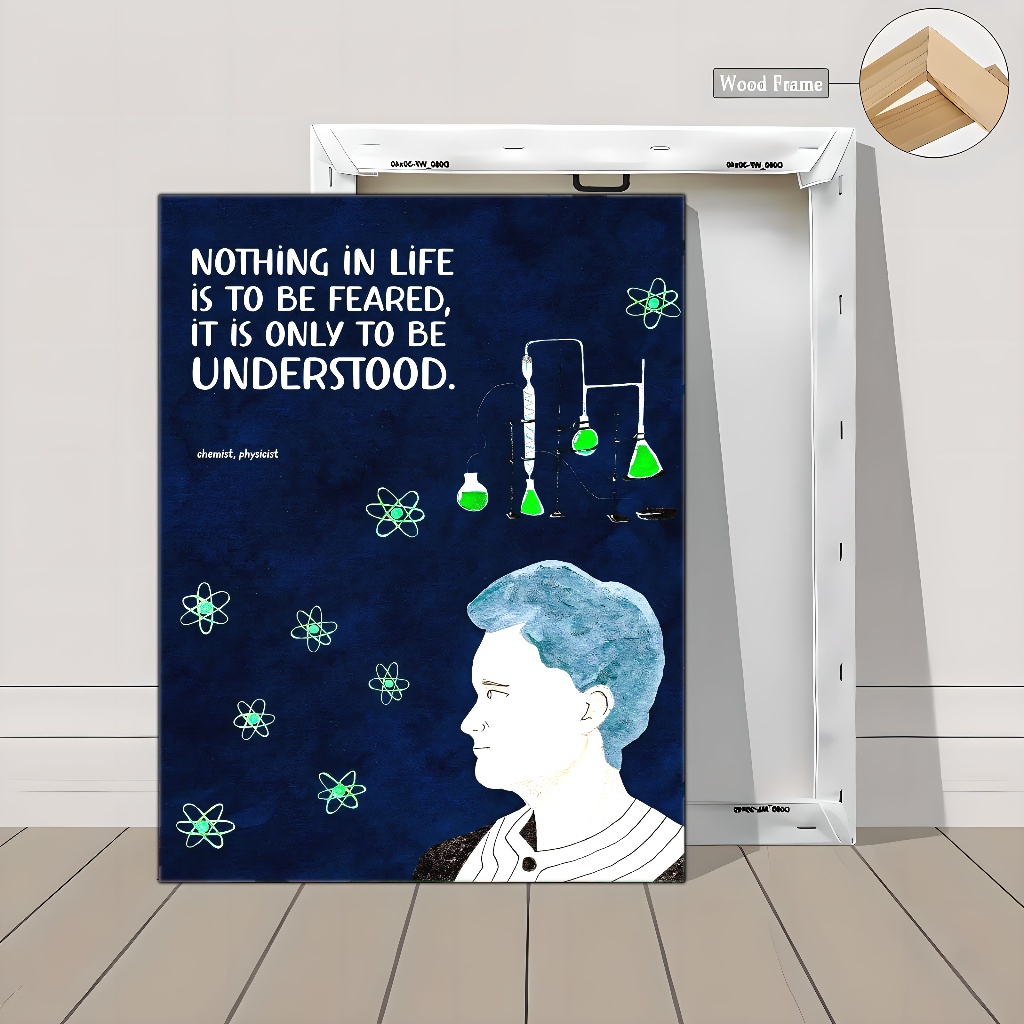 Wood Frame
NOTHiNG iN LiFE
iS TO BE FEARED,
iT iS ONLY TO BE
UNDERSTOOD.
chemist, physicist